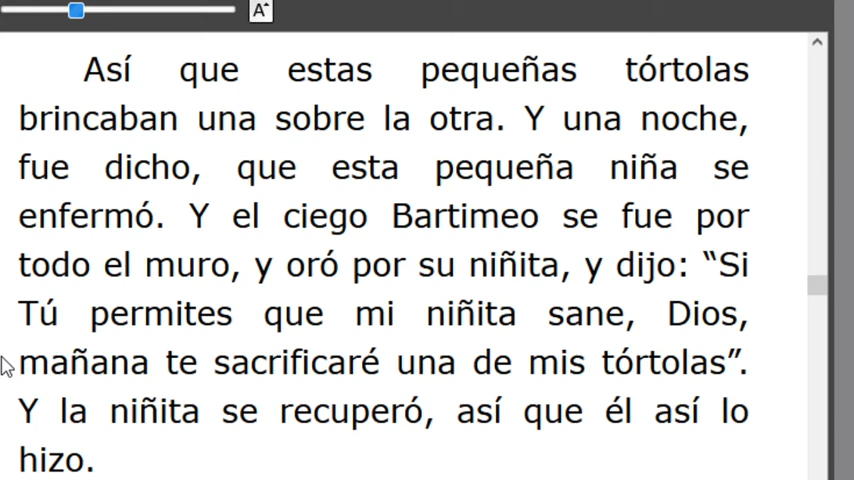 A
Así que estas pequeñas tórtolas
brincaban una sobre la otra. Y una noche,
fue dicho, que esta pequeña niña se
enfermó. Y el ciego Bartimeo se fue por
todo el muro, y oró por su niñita, y dijo: “Si
Tú permites que mi niñita sane, Dios,
mañana te sacrificaré una de mis tórtolas”.
Y la niñita se recuperó, así que él así lo
hizo.